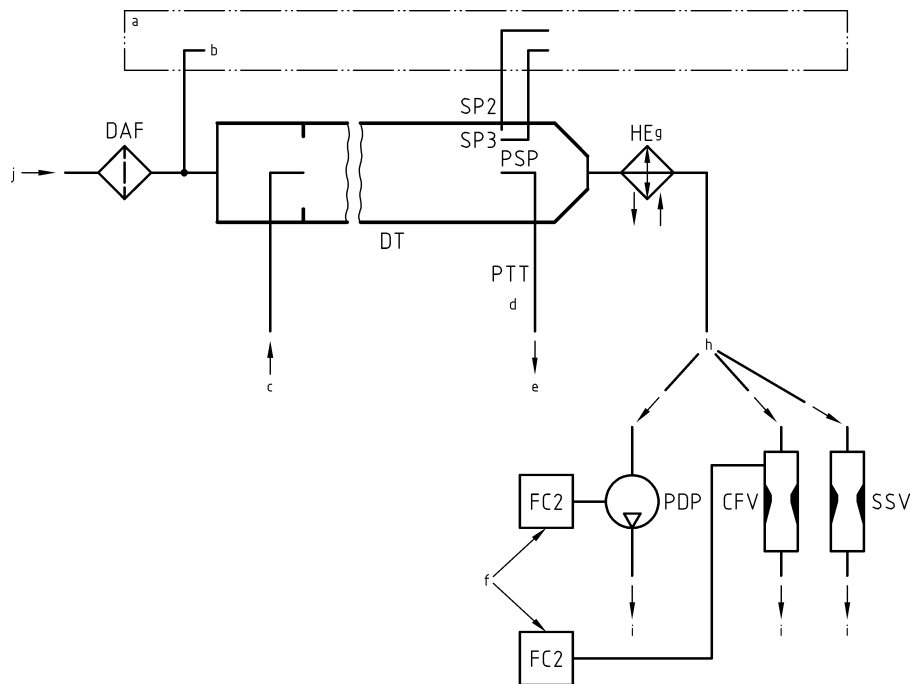 a
b
SP2
DAF
SP3
HEg
PSP
j
DT
PTT
d
h
c
e
FC2
PDP
CFV
SSV
f
i
i
i
FC2